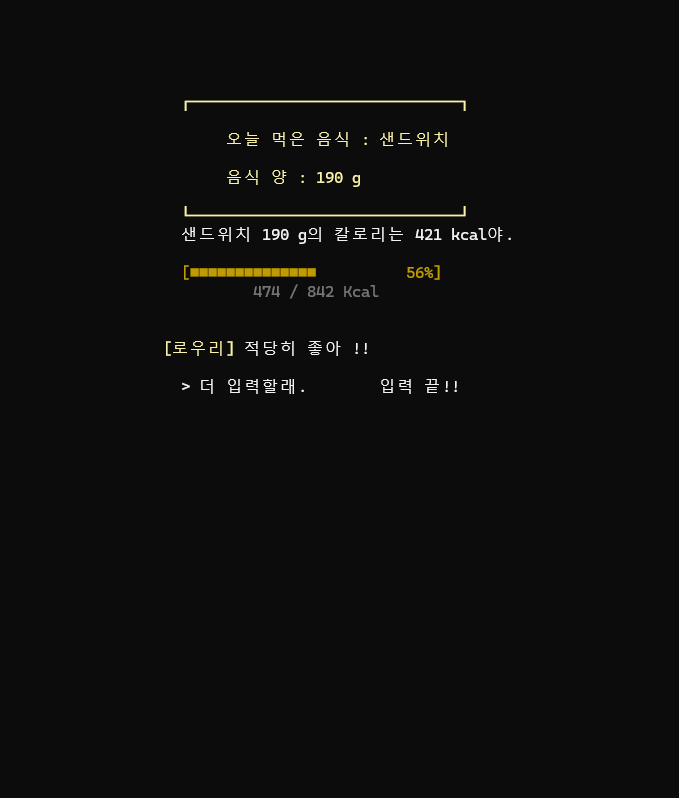 오늘 먹은 음식 : 샌드위치
음식 양 : 190 g
샌드위치 190 g의 칼로리는 421 kcal야.
[■■■■■■■■■■■■■■ 56%]
474 / 842 Kcal
[로우리] 적당히 좋아 !!
> 더 입력할래. 입력 끝!!